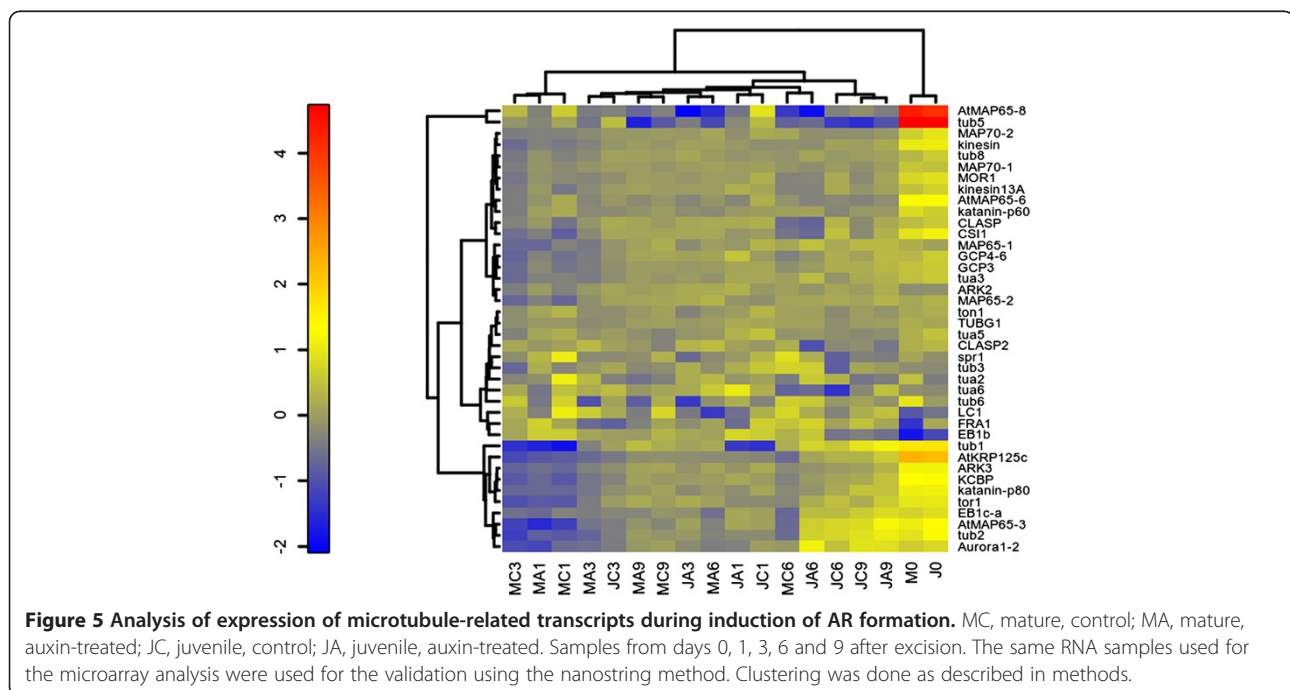 4
3
2
1
0
-1
-2
AtMAP65-8
tub5
MAP70-2
kinesin
tub8
MAP70-1
MOR1
kinesin13A
AtMAP65-6
katanin-p60
CLASP
CSI1
MAP65-1
GCP4-6
GCP3
tua3
ARK2
MAP65-2
ton1
TUBG1
tua5
CLASP2
spr1
tub3
tua2
tua6
tub6
LC1
FRA1
EB1b
tub1
AtKRP125c
ARK3
KCBP
katanin-p80
tor1
EB1c-a
AtMAP65-3
tub2
Aurora1-2
MC3 MA1 MC1 MA3 JC3 MA9 MC9 JA3 MA6 JA1 JC1 MC6 JA6 JC6 JC9 JA9 M0 J0
Figure 5 Analysis of expression of microtubule-related transcripts during induction of AR formation. MC, mature, control; MA, mature,
auxin-treated; JC, juvenile, control; JA, juvenile, auxin-treated. Samples from days 0, 1, 3, 6 and 9 after excision. The same RNA samples used for
the microarray analysis were used for the validation using the nanostring method. Clustering was done as described in methods.